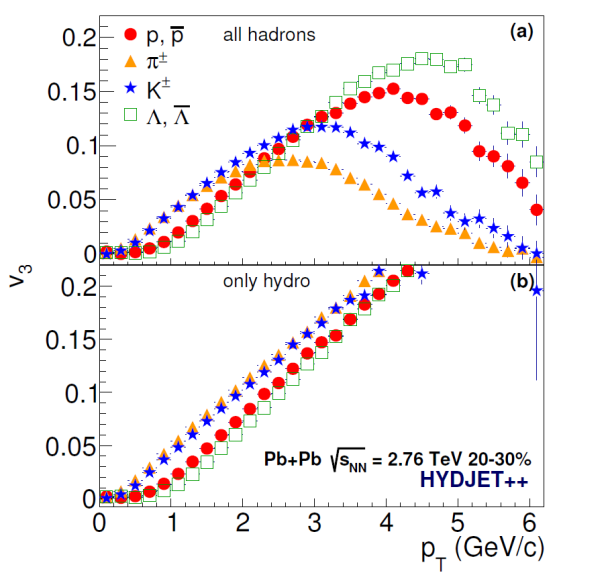 0.2
0.15
0.1
0.05
0
p, p̅
π±
K±
Λ, Λ̅
all hadrons
(a)
v3
0.2
0.15
0.1
0.05
0
only hydro
(b)
Pb+Pb √sNN = 2.76 TeV 20-30%
HYDJET++
0 1 2 3 4 5 6
pT (GeV/c)